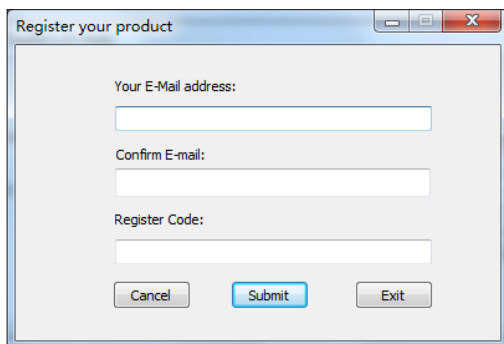 Register your product
Your E-Mail address:
Confirm E-mail:
Register Code:
Cancel Submit Exit